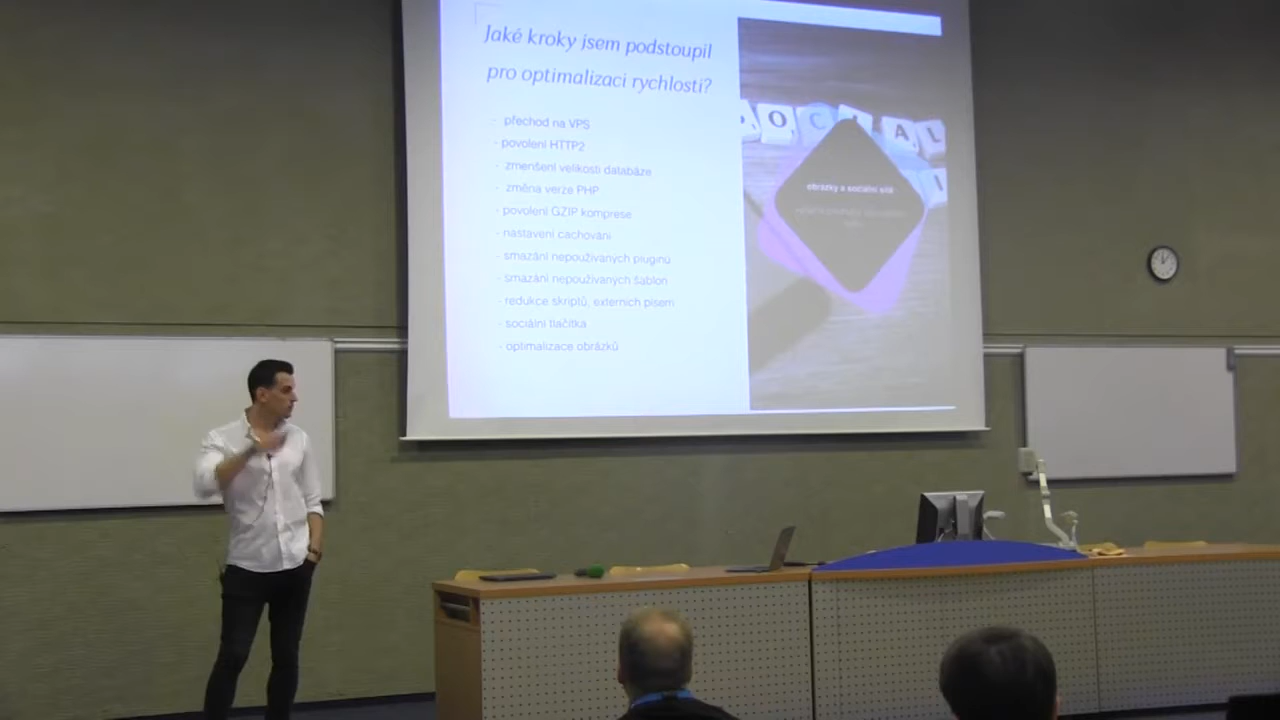 Jaké kroky jsem podstoupil
pro optimalizaci rychlosti?
- přechod na VPS
- povolení HTTP2
- zmenšení velikosti databáze
- změna verze PHP
- povolení GZIP komprese
- nastavení cachování
- smazání nepoužívaných pluginů
- smazání nepoužívaných šablon
- redukce skriptů, externích písem
- sociální tlačítka
- optimalizace obrázků
SOCIAL
obrázky a sociální sítě